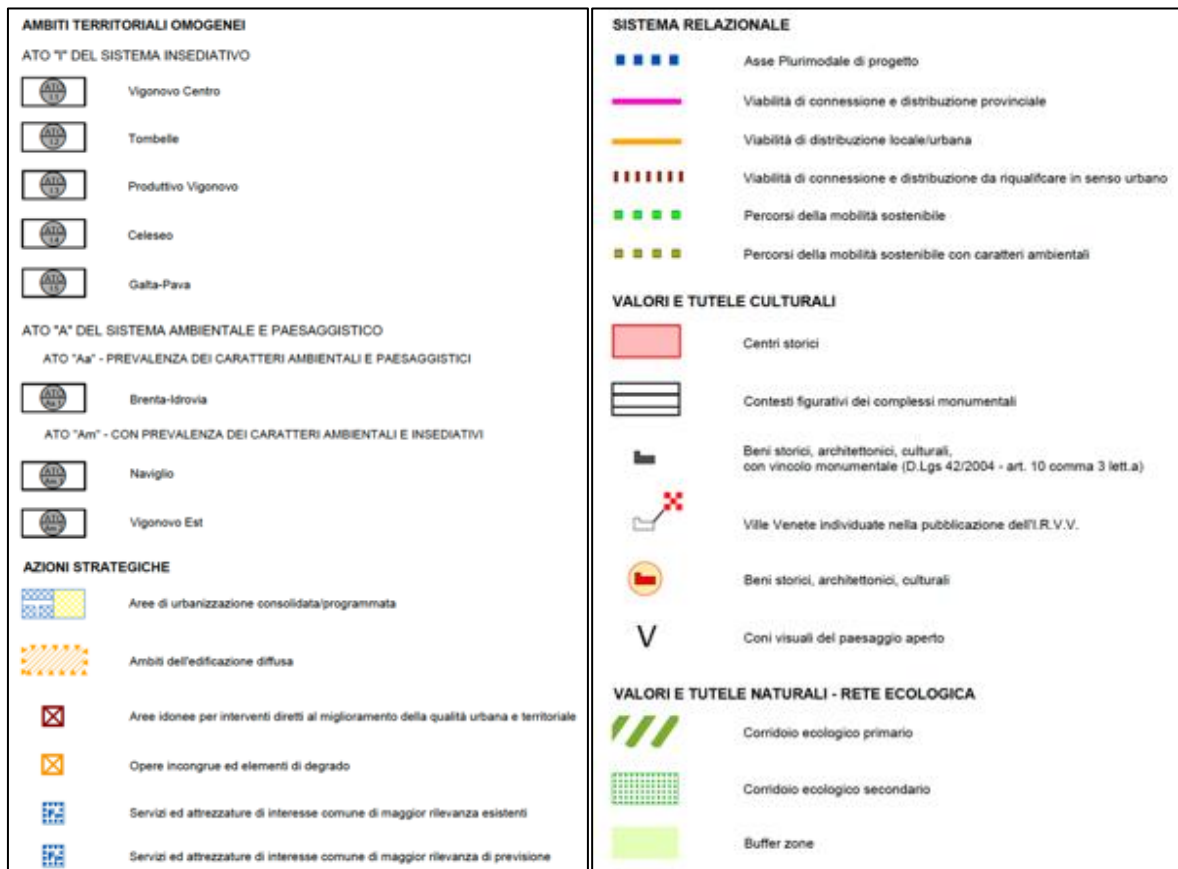 AMBITI TERRITORIALI OMOGENEI
ATO "I" DEL SISTEMA INSEDIATIVO
ATO
Vigonovo Centro
ATO
Tombelle
ATO
Produttivo Vigonovo
ATO
Celeseo
ATO
Galta-Pava
ATO "A" DEL SISTEMA AMBIENTALE E PAESAGGISTICO
ATO "Aa" - PREVALENZA DEI CARATTERI AMBIENTALI E PAESAGGISTICI
ATO
Brenta-Idrovia
ATO "Am" - CON PREVALENZA DEI CARATTERI AMBIENTALI E INSEDIATIVI
ATO
Naviglio
ATO
Vigonovo Est
AZIONI STRATEGICHE
Aree di urbanizzazione consolidata/programmata
Ambiti dell'edificazione diffusa
Aree idonee per interventi diretti al miglioramento della qualità urbana e territoriale
Opere incongrue ed elementi di degrado
Servizi ed attrezzature di interesse comune di maggior rilevanza esistenti
Servizi ed attrezzature di interesse comune di maggior rilevanza di previsione
SISTEMA RELAZIONALE
Asse Plurimodale di progetto
Viabilità di connessione e distribuzione provinciale
Viabilità di distribuzione locale/urbana
Viabilità di connessione e distribuzione da riqualifcare in senso urbano
Percorsi della mobilità sostenibile
Percorsi della mobilità sostenibile con caratteri ambientali
VALORI E TUTELE CULTURALI
Centri storici
Contesti figurativi dei complessi monumentali
Beni storici, architettonici, culturali,
con vincolo monumentale (D.Lgs 42/2004 - art. 10 comma 3 lett.a)
Ville Venete individuate nella pubblicazione dell'I.R.V.V.
Beni storici, architettonici, culturali
V
Coni visuali del paesaggio aperto
VALORI E TUTELE NATURALI - RETE ECOLOGICA
Corridoio ecologico primario
Corridoio ecologico secondario
Buffer zone